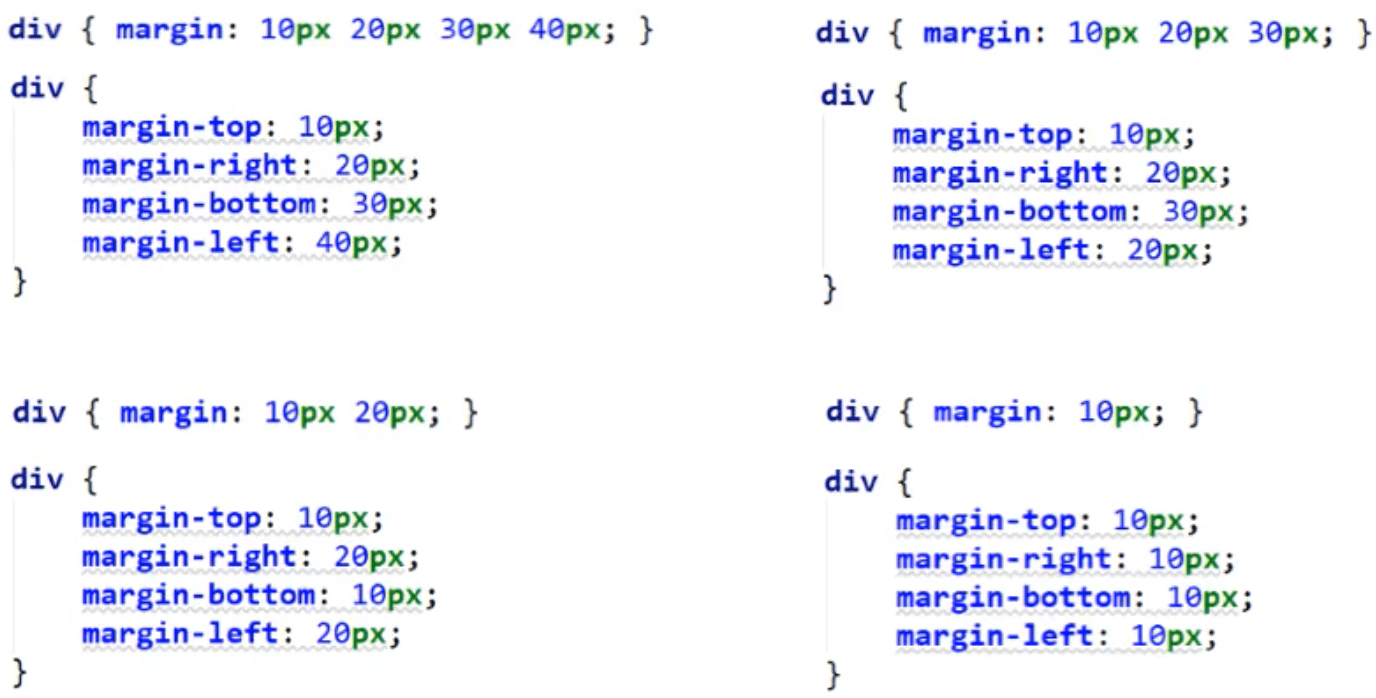 div { margin: 10px 20px 30px 40px; }
div {
    margin-top: 10px;
    margin-right: 20px;
    margin-bottom: 30px;
    margin-left: 40px;
}
div { margin: 10px 20px 30px; }
div {
    margin-top: 10px;
    margin-right: 20px;
    margin-bottom: 30px;
    margin-left: 20px;
}
div { margin: 10px 20px; }
div {
    margin-top: 10px;
    margin-right: 20px;
    margin-bottom: 10px;
    margin-left: 20px;
}
div { margin: 10px; }
div {
    margin-top: 10px;
    margin-right: 10px;
    margin-bottom: 10px;
    margin-left: 10px;
}